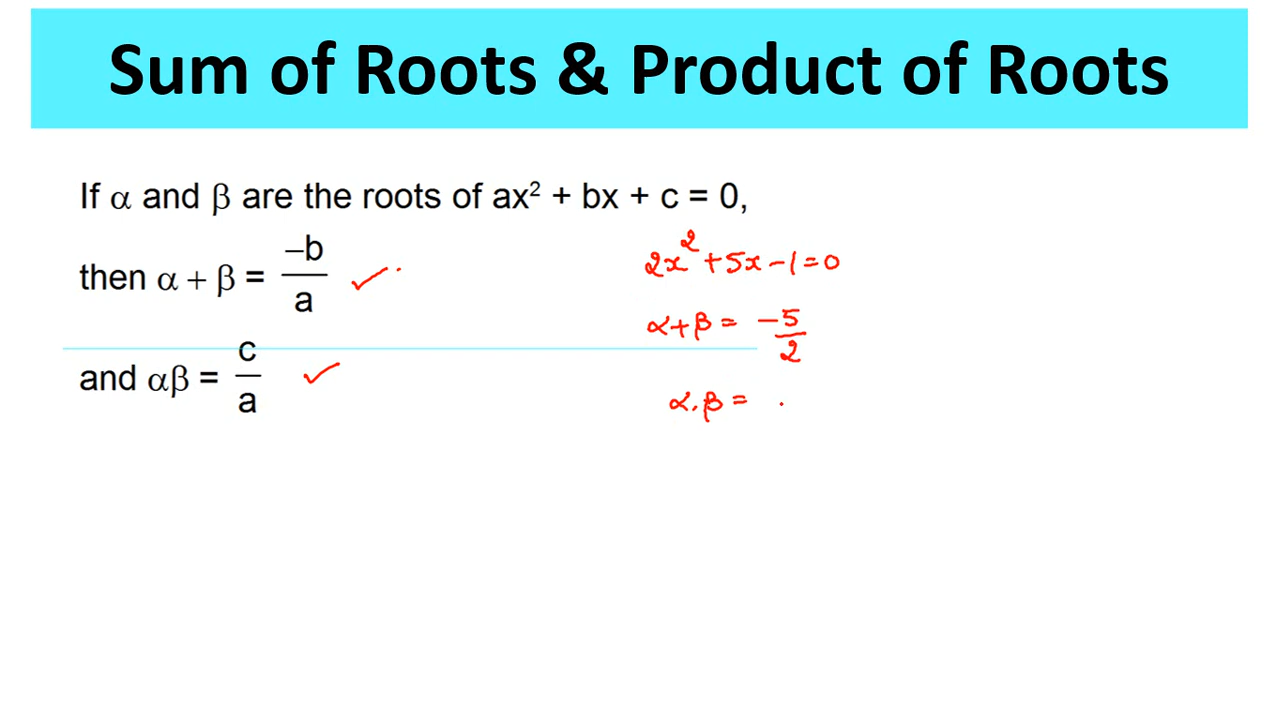 Sum of Roots & Product of Roots
If α and β are the roots of ax² + bx + c = 0,
then α + β = –b/a
and αβ = c/a
2x² + 5x − 1 = 0
α + β = −5/2
α.β =